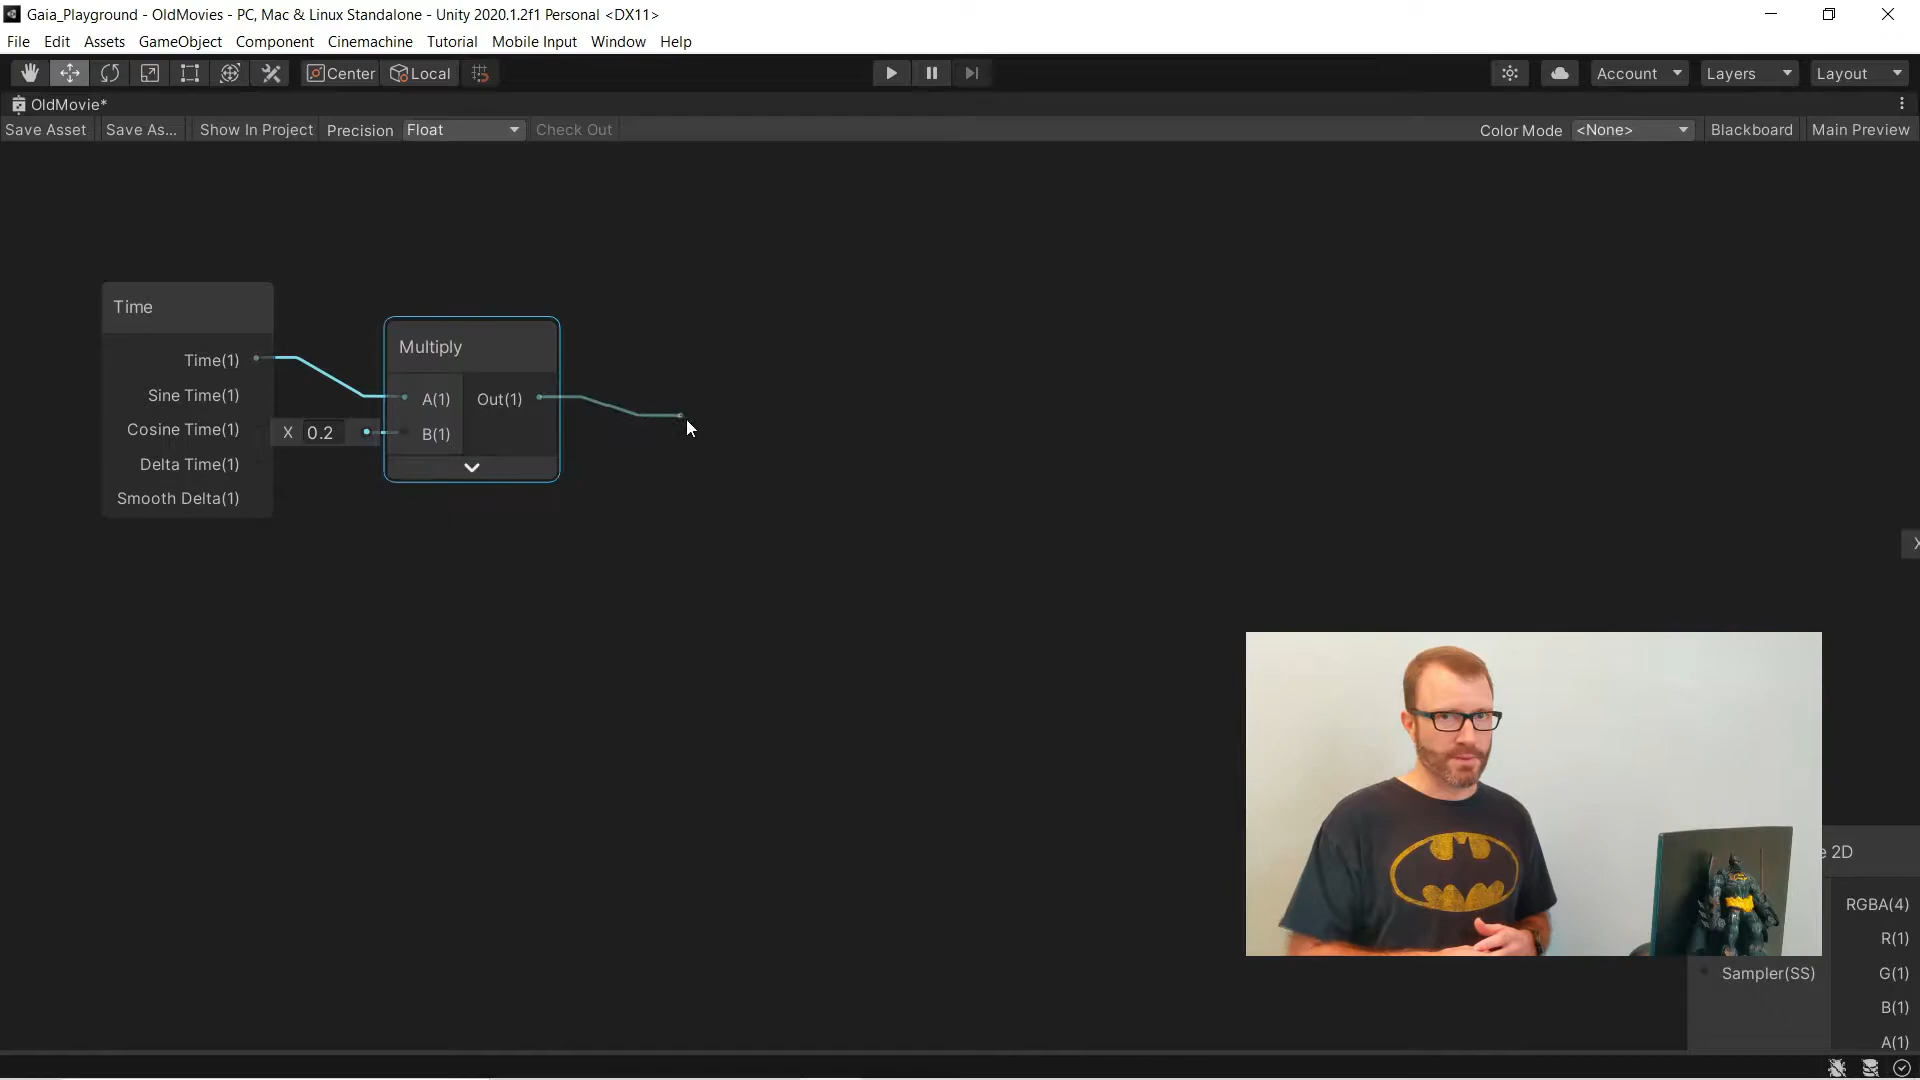 Gaia_Playground - OldMovies - PC, Mac & Linux Standalone - Unity 2020.1.2f1 Personal <DX11>
File Edit Assets GameObject Component Cinemachine Tutorial Mobile Input Window Help
Center Local Account Layers Layout
OldMovie*
Save Asset Save As... Show In Project Precision Float Check Out Color Mode <None> Blackboard Main Preview
Time
Time(1)
Sine Time(1)
Cosine Time(1)
Delta Time(1)
Smooth Delta(1)
X 0.2
Multiply
A(1) Out(1)
B(1)
X
e 2D
RGBA(4)
R(1)
Sampler(SS) G(1)
B(1)
A(1)